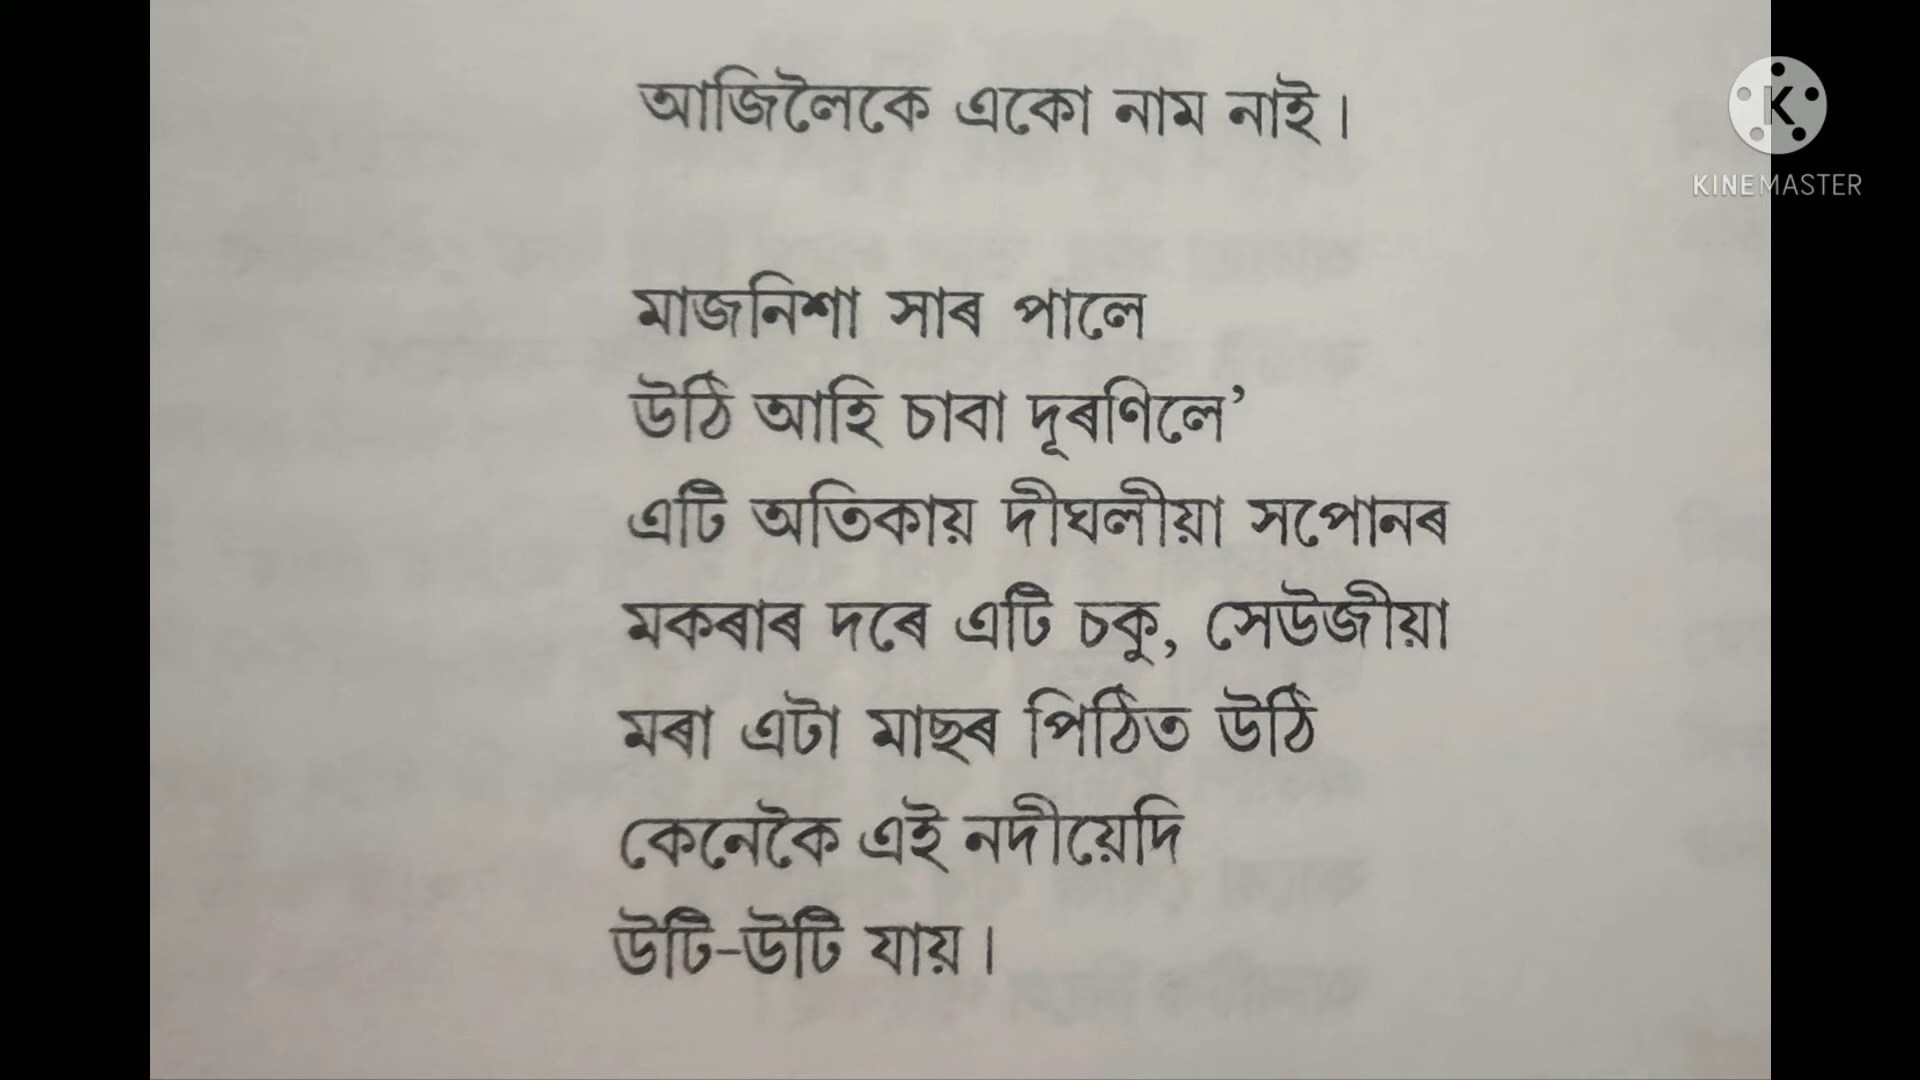 আজিলৈকে একো নাম নাই।
মাজনিশা সাৰ পালে
উঠি আহি চাবা দূৰণিলে’
এটি অতিকায় দীঘলীয়া সপোনৰ
মকৰাৰ দৰে এটি চকু, সেউজীয়া
মৰা এটা মাছৰ পিঠিত উঠি
কেনেকৈ এই নদীয়েদি
উটি-উটি যায়।
KINEMASTER